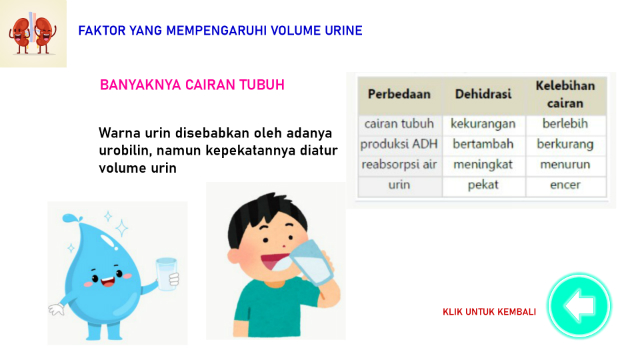 FAKTOR YANG MEMPENGARUHI VOLUME URINE
BANYAKNYA CAIRAN TUBUH
Warna urin disebabkan oleh adanya
urobilin, namun kepekatannya diatur
volume urin
Perbedaan Dehidrasi Kelebihan cairan
cairan tubuh kekurangan berlebih
produksi ADH bertambah berkurang
reabsorpsi air meningkat menurun
urin pekat encer
KLIK UNTUK KEMBALI